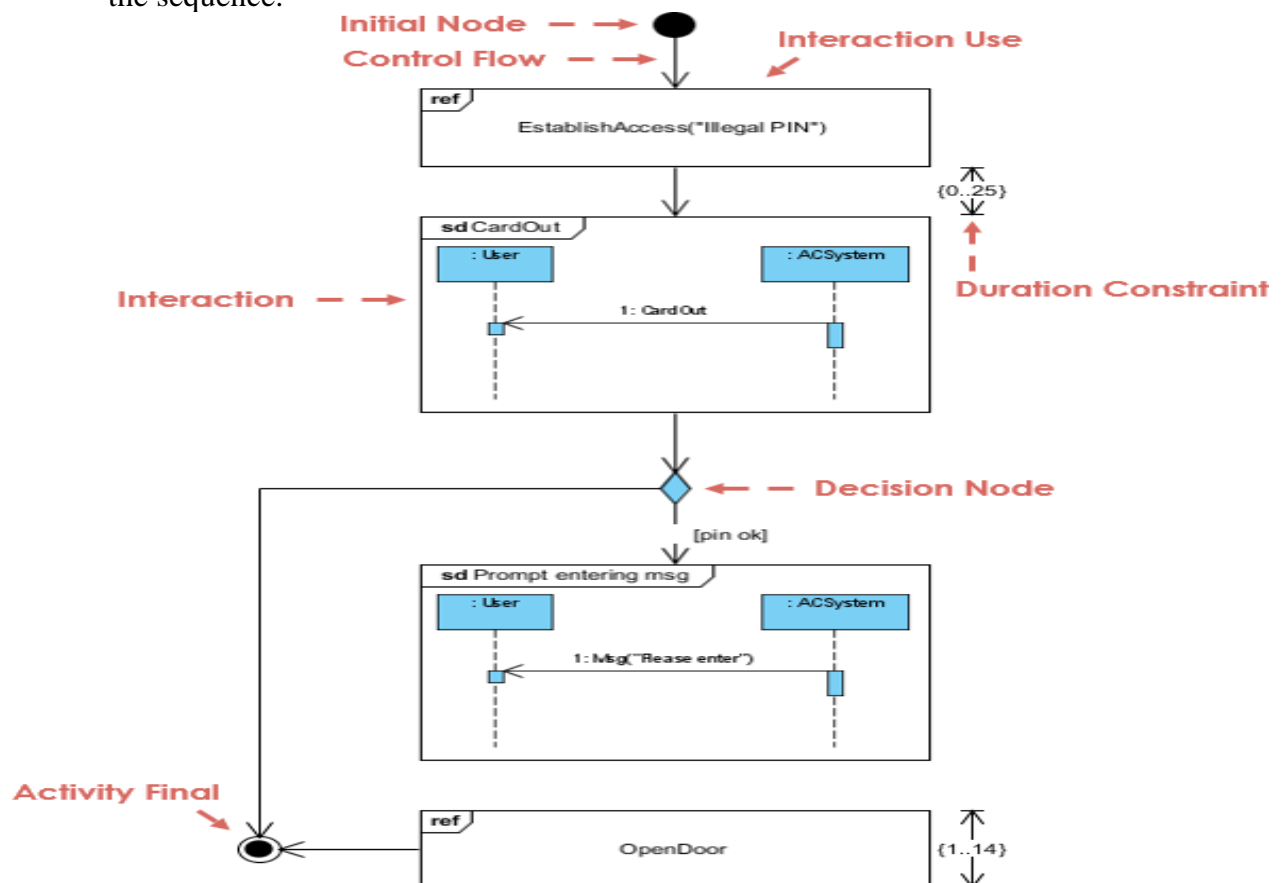 the sequence.
Initial Node
Control Flow
Interaction Use
ref
EstablishAccess("Illegal PIN")
{0..25}
sd CardOut
: User
: ACSystem
Interaction
Duration Constraint
1: CardOut
Decision Node
[pin ok]
sd Prompt entering msg
: User
: ACSystem
1: Msg("Please enter")
Activity Final
ref
OpenDoor
{1..14}